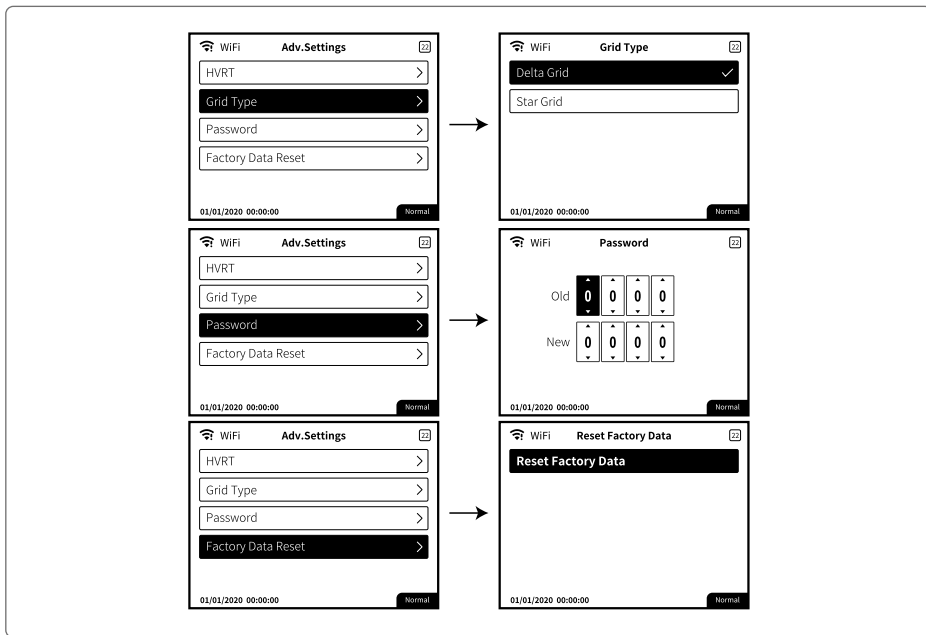 WiFi Adv.Settings 22
HVRT
Grid Type
Password
Factory Data Reset
01/01/2020 00:00:00 Normal
WiFi Grid Type 22
Delta Grid
Star Grid
01/01/2020 00:00:00 Normal
WiFi Adv.Settings 22
HVRT
Grid Type
Password
Factory Data Reset
01/01/2020 00:00:00 Normal
WiFi Password 22
Old 0 0 0 0
New 0 0 0 0
01/01/2020 00:00:00 Normal
WiFi Adv.Settings 22
HVRT
Grid Type
Password
Factory Data Reset
01/01/2020 00:00:00 Normal
WiFi Reset Factory Data 22
Reset Factory Data
01/01/2020 00:00:00 Normal